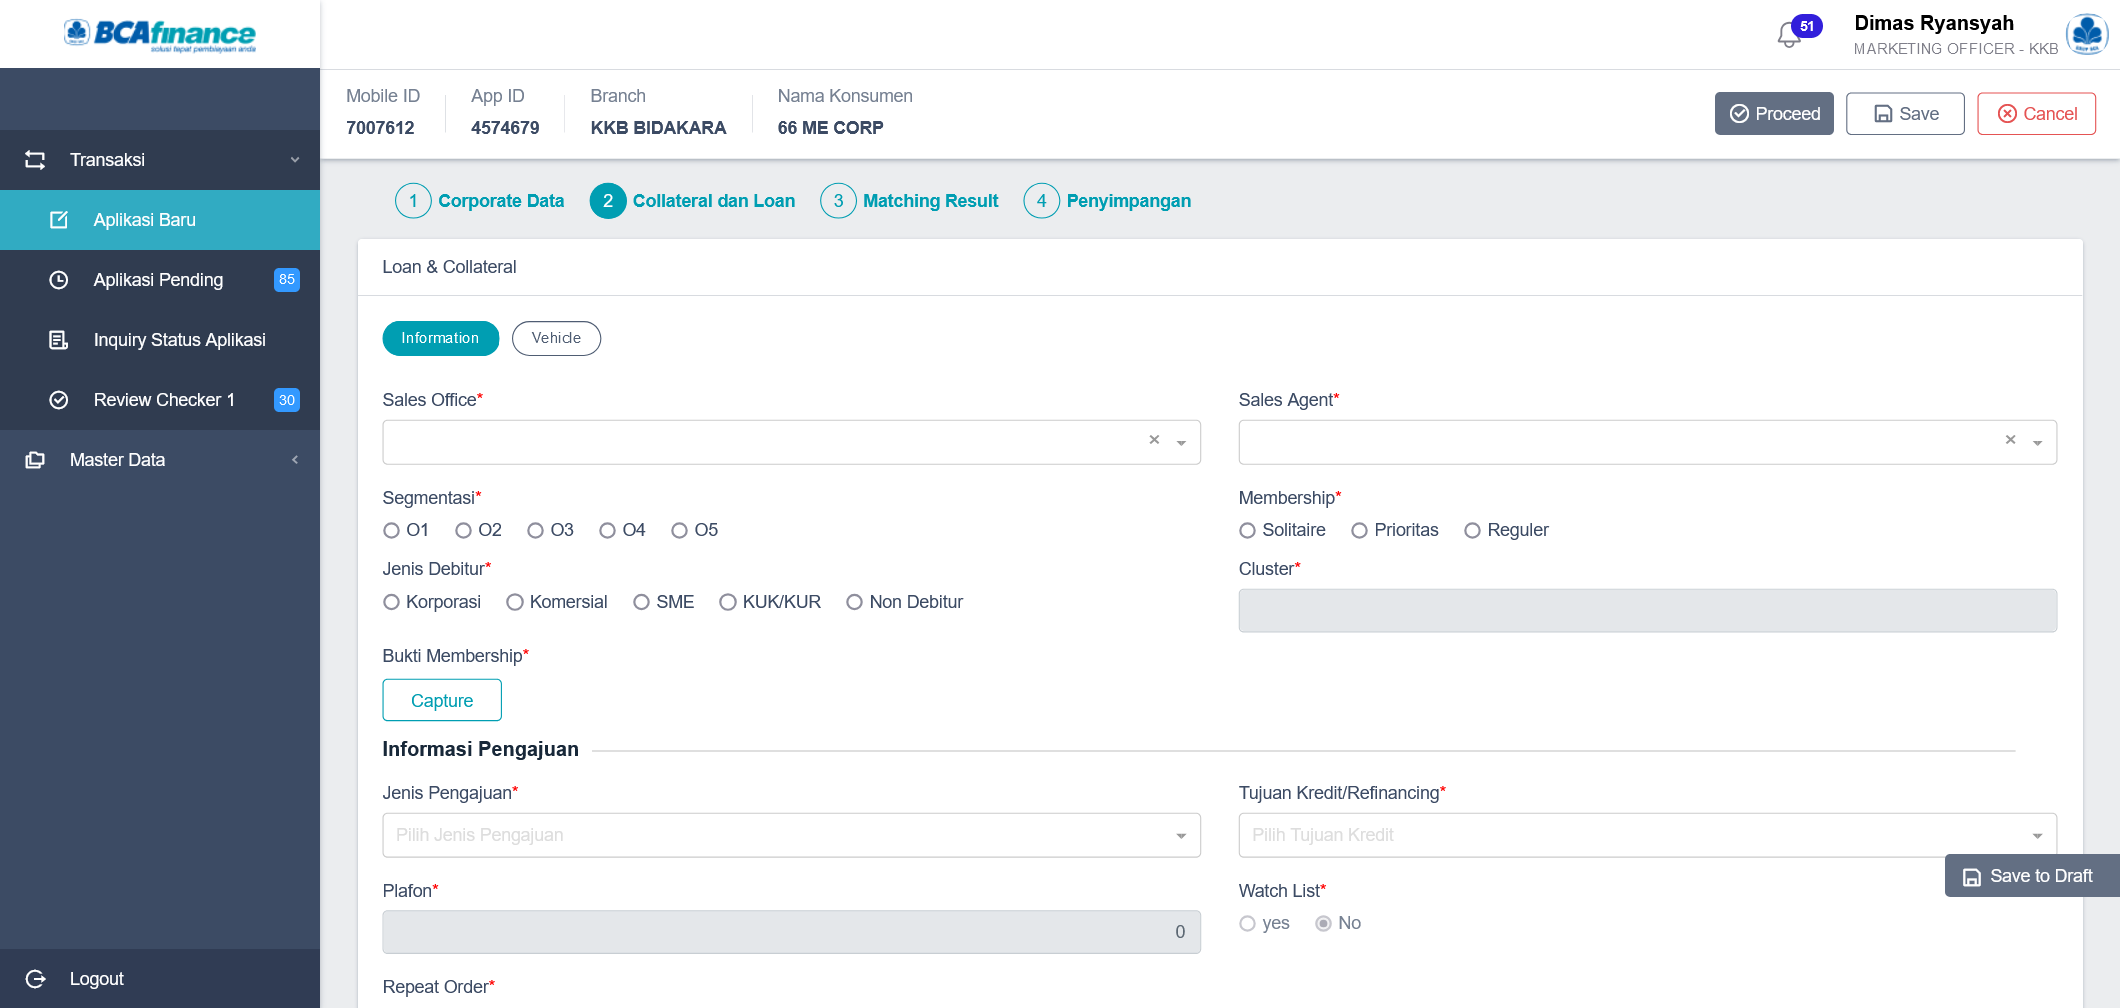 BCAfinance
solusi tepat pembiayaan anda
51
Dimas Ryansyah
MARKETING OFFICER - KKB
Mobile ID
7007612
App ID
4574679
Branch
KKB BIDAKARA
Nama Konsumen
66 ME CORP
Proceed
Save
Cancel
Transaksi
Aplikasi Baru
Aplikasi Pending 85
Inquiry Status Aplikasi
Review Checker 1 30
Master Data
Logout
1 Corporate Data 2 Collateral dan Loan 3 Matching Result 4 Penyimpangan
Loan & Collateral
Information Vehicle
Sales Office*
×
Sales Agent*
×
Segmentasi*
O1 O2 O3 O4 O5
Membership*
Solitaire Prioritas Reguler
Jenis Debitur*
Korporasi Komersial SME KUK/KUR Non Debitur
Cluster*
Bukti Membership*
Capture
Informasi Pengajuan
Jenis Pengajuan*
Pilih Jenis Pengajuan
Tujuan Kredit/Refinancing*
Pilih Tujuan Kredit
Save to Draft
Plafon*
0
Watch List*
yes No
Repeat Order*